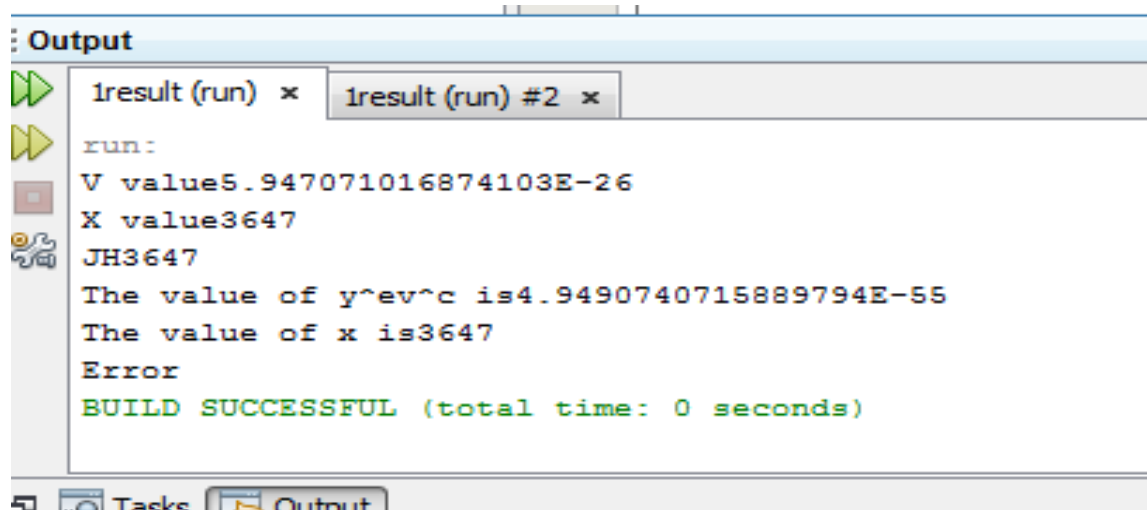 Output
1result (run) x 1result (run) #2 x
run:
V value5.947071016874103E-26
X value3647
JH3647
The value of y^ev^c is4.9490740715889794E-55
The value of x is3647
Error
BUILD SUCCESSFUL (total time: 0 seconds)
Tasks Output